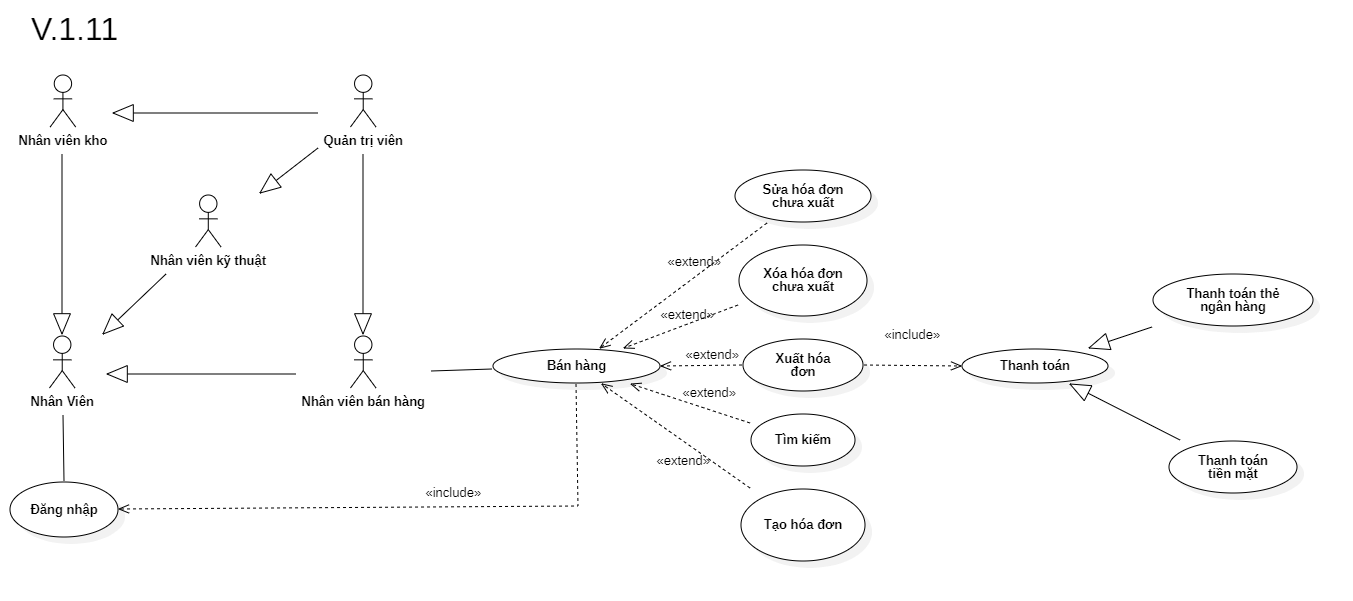 V.1.11
Nhân viên kho
Quản trị viên
Nhân viên kỹ thuật
Nhân Viên
Nhân viên bán hàng
Đăng nhập
«include»
Bán hàng
«extend»
«extend»
«extend»
«extend»
«extend»
Sửa hóa đơn
chưa xuất
Xóa hóa đơn
chưa xuất
Xuất hóa
đơn
Tìm kiếm
Tạo hóa đơn
«include»
Thanh toán
Thanh toán thẻ
ngân hàng
Thanh toán
tiền mặt